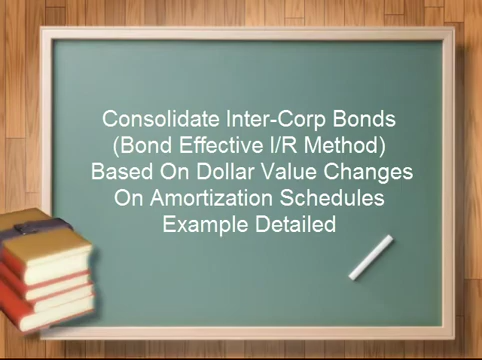 Consolidate Inter-Corp Bonds
(Bond Effective I/R Method)
Based On Dollar Value Changes
On Amortization Schedules
Example Detailed